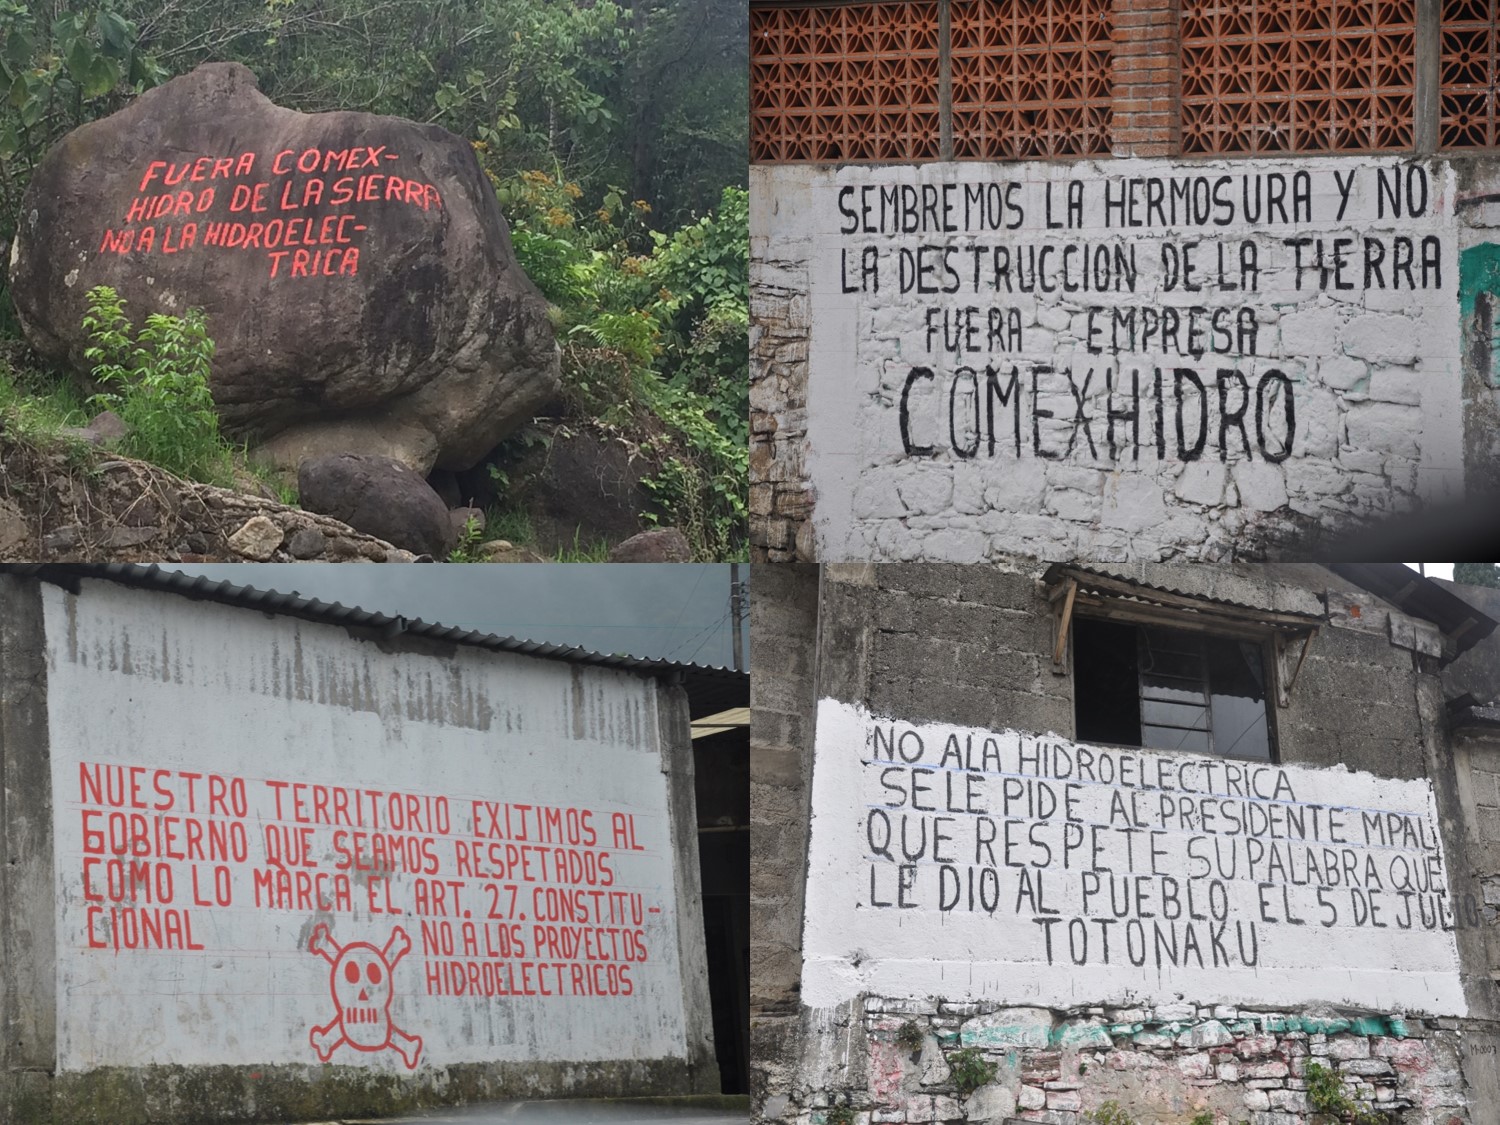 FUERA COMEX-
HIDRO DE LA SIERRA
NO A LA HIDROELEC-
TRICA
SEMBREMOS LA HERMOSURA Y NO
LA DESTRUCCION DE LA TIERRA
FUERA EMPRESA
COMEXHIDRO
NUESTRO TERRITORIO EXIJIMOS AL
GOBIERNO QUE SEAMOS RESPETADOS
COMO LO MARCA EL ART. 27. CONSTITU-
CIONAL
NO A LOS PROYECTOS
HIDROELECTRICOS
NO ALA HIDROELECTRICA
SE LE PIDE AL PRESIDENTE MPAL
QUE RESPETE SU PALABRA QUE
LE DIO AL PUEBLO EL 5 DE JULIO
TOTONAKU